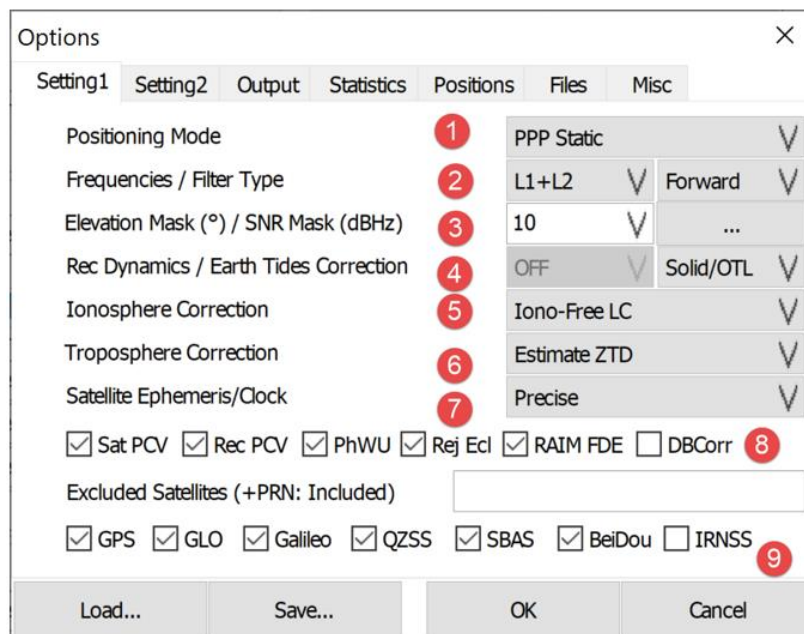 Options
Setting1 Setting2 Output Statistics Positions Files Misc
Positioning Mode 1 PPP Static
Frequencies / Filter Type 2 L1+L2 Forward
Elevation Mask (°) / SNR Mask (dBHz) 3 10 ...
Rec Dynamics / Earth Tides Correction 4 OFF Solid/OTL
Ionosphere Correction 5 Iono-Free LC
Troposphere Correction 6 Estimate ZTD
Satellite Ephemeris/Clock 7 Precise
Sat PCV Rec PCV PhWU Rej Ecl RAIM FDE DBCorr 8
Excluded Satellites (+PRN: Included)
GPS GLO Galileo QZSS SBAS BeiDou IRNSS 9
Load... Save... OK Cancel